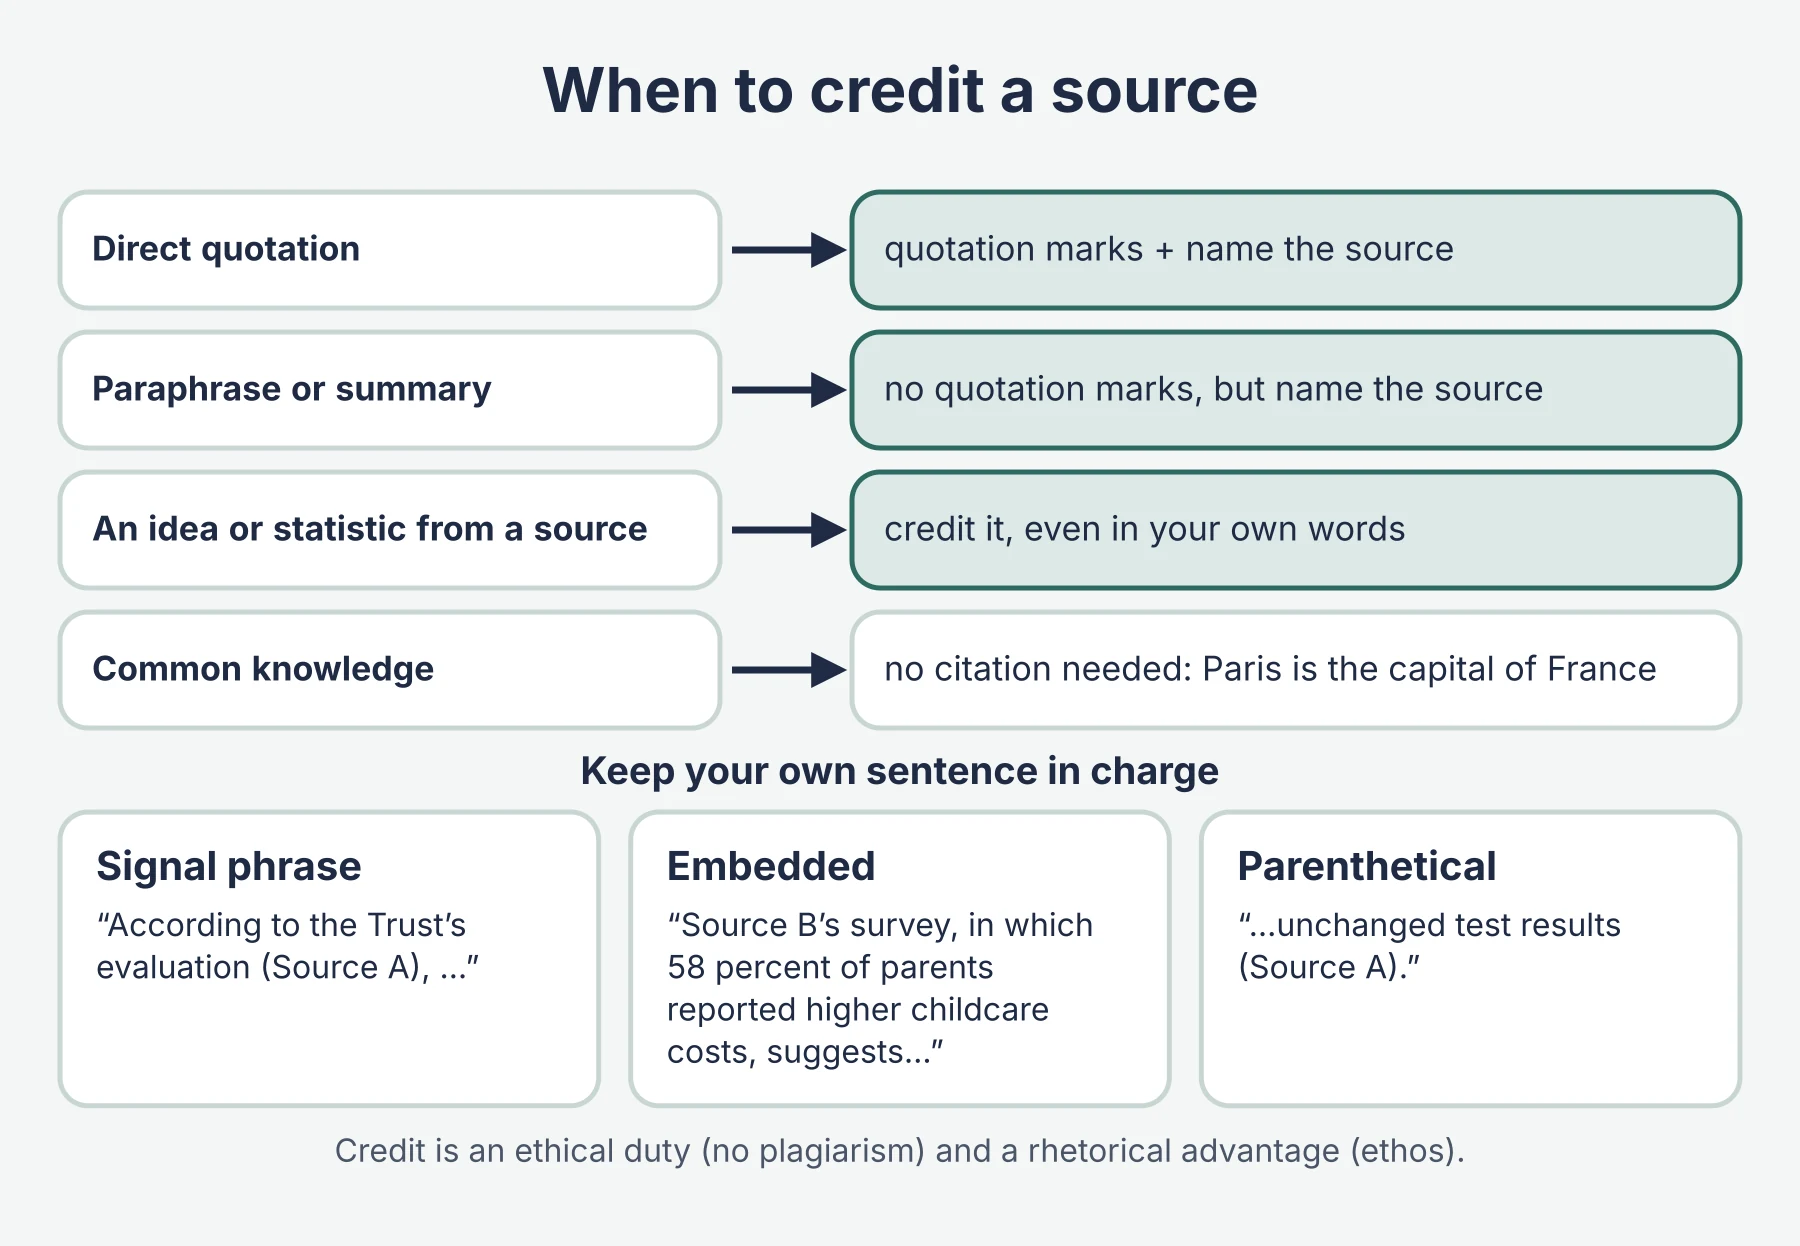 When to credit a source
Direct quotation
quotation marks + name the source
Paraphrase or summary
no quotation marks, but name the source
An idea or statistic from a source
credit it, even in your own words
Common knowledge
no citation needed: Paris is the capital of France
Keep your own sentence in charge
Signal phrase
“According to the Trust’s
evaluation (Source A), …”
Embedded
“Source B’s survey, in which
58 percent of parents
reported higher childcare
costs, suggests…”
Parenthetical
“…unchanged test results
(Source A).”
Credit is an ethical duty (no plagiarism) and a rhetorical advantage (ethos).